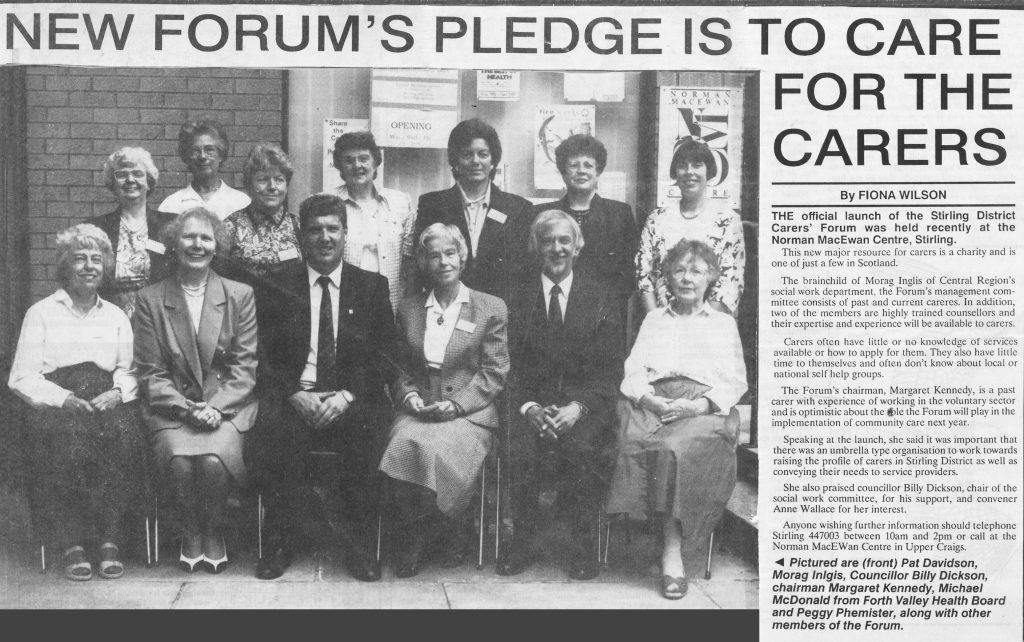 NEW FORUM'S PLEDGE IS TO CARE
FOR THE
CARERS
By FIONA WILSON
THE official launch of the Stirling District
Carers' Forum was held recently at the
Norman MacEwan Centre, Stirling.
This new major resource for carers is a charity and is
one of just a few in Scotland.
The brainchild of Morag Inglis of Central Region's
social work department, the Forum's management com-
mittee consists of past and current careres. In addition,
two of the members are highly trained counsellors and
their expertise and experience will be available to carers.
Carers often have little or no knowledge of services
available or how to apply for them. They also have little
time to themselves and often don't know about local or
national self help groups.
The Forum's chairman, Margaret Kennedy, is a past
carer with experience of working in the voluntary sector
and is optimistic about the role the Forum will play in the
implementation of community care next year.
Speaking at the launch, she said it was important that
there was an umbrella type organisation to work towards
raising the profile of carers in Stirling District as well as
conveying their needs to service providers.
She also praised councillor Billy Dickson, chair of the
social work committee, for his support, and convener
Anne Wallace for her interest.
Anyone wishing further information should telephone
Stirling 447003 between 10am and 2pm or call at the
Norman MacEWan Centre in Upper Craigs.
◄ Pictured are (front) Pat Davidson,
Morag Inlgis, Councillor Billy Dickson,
chairman Margaret Kennedy, Michael
McDonald from Forth Valley Health Board
and Peggy Phemister, along with other
members of the Forum.
HEALTH
OPENING
Share
NORMAN
MACEWAN